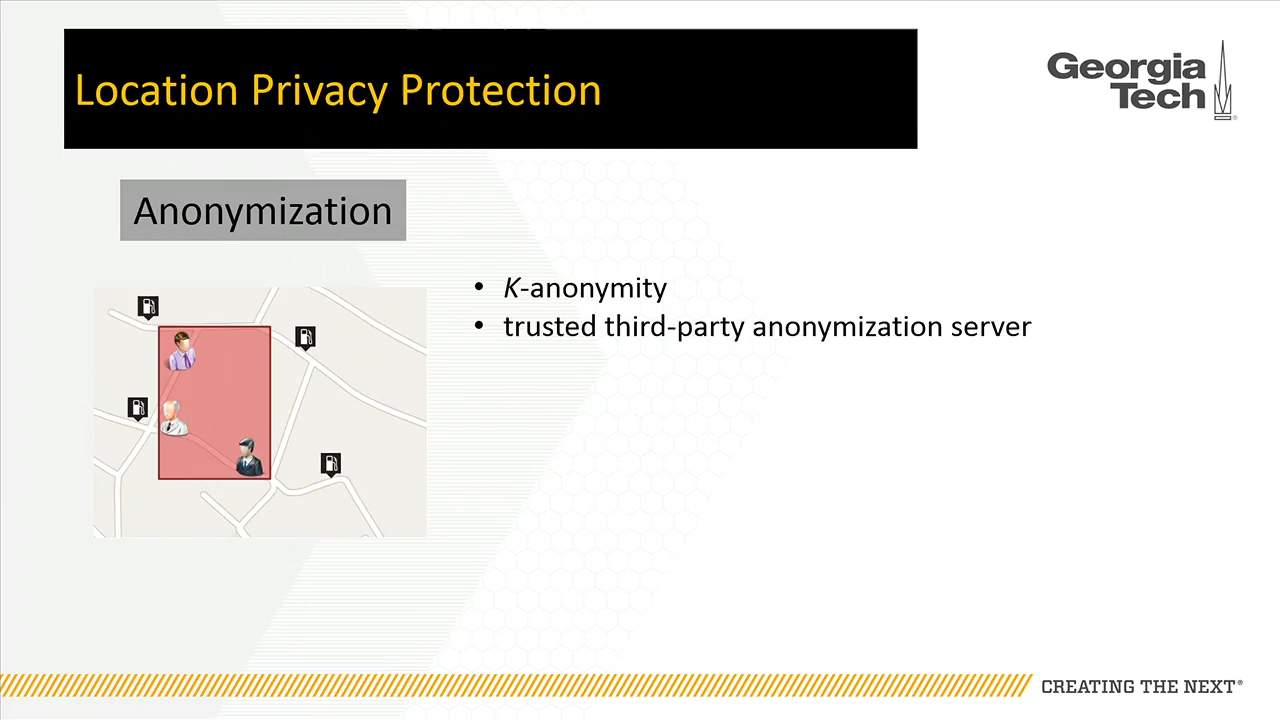 Location Privacy Protection
Georgia
Tech
Anonymization
• K-anonymity
• trusted third-party anonymization server
CREATING THE NEXT®